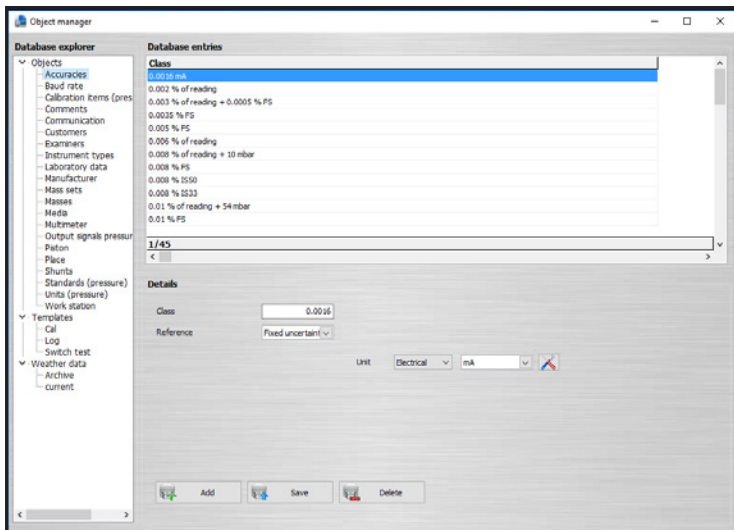 Object manager
Database explorer
Objects
Accuracies
Baud rate
Calibration items (pres
Comments
Communication
Customers
Examiners
Instrument types
Laboratory data
Manufacturer
Mass sets
Masses
Media
Multimeter
Output signals pressur
Piston
Place
Shunts
Standards (pressure)
Units (pressure)
Work station
Templates
Cal
Log
Switch test
Weather data
Archive
current
Database entries
Class
0.0016 mA
0.002 % of reading
0.003 % of reading + 0.0005 % FS
0.0035 % FS
0.005 % FS
0.006 % of reading
0.008 % of reading + 10 mbar
0.008 % FS
0.008 % IS50
0.008 % IS33
0.01 % of reading + 54 mbar
0.01 % FS
1/45
Details
Class 0.0016
Reference Fixed uncertaint
Unit Electrical mA
Add Save Delete